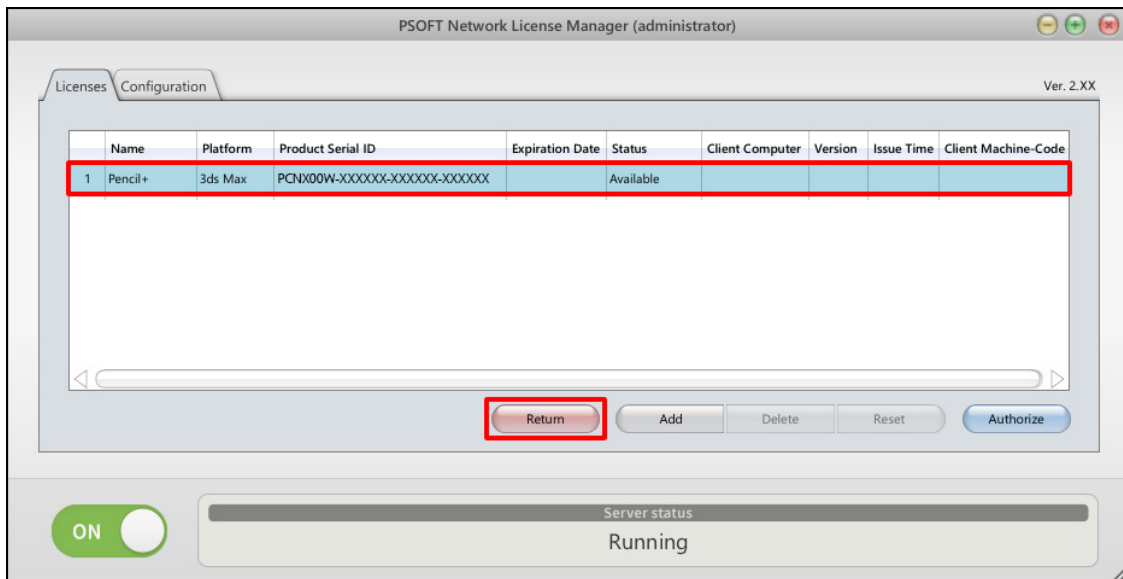 PSOFT Network License Manager (administrator)
Licenses Configuration Ver. 2.XX
Name Platform Product Serial ID Expiration Date Status Client Computer Version Issue Time Client Machine-Code
1 Pencil+ 3ds Max PCNX00W-XXXXXX-XXXXXX-XXXXXX Available
Return Add Delete Reset Authorize
Server status
ON Running